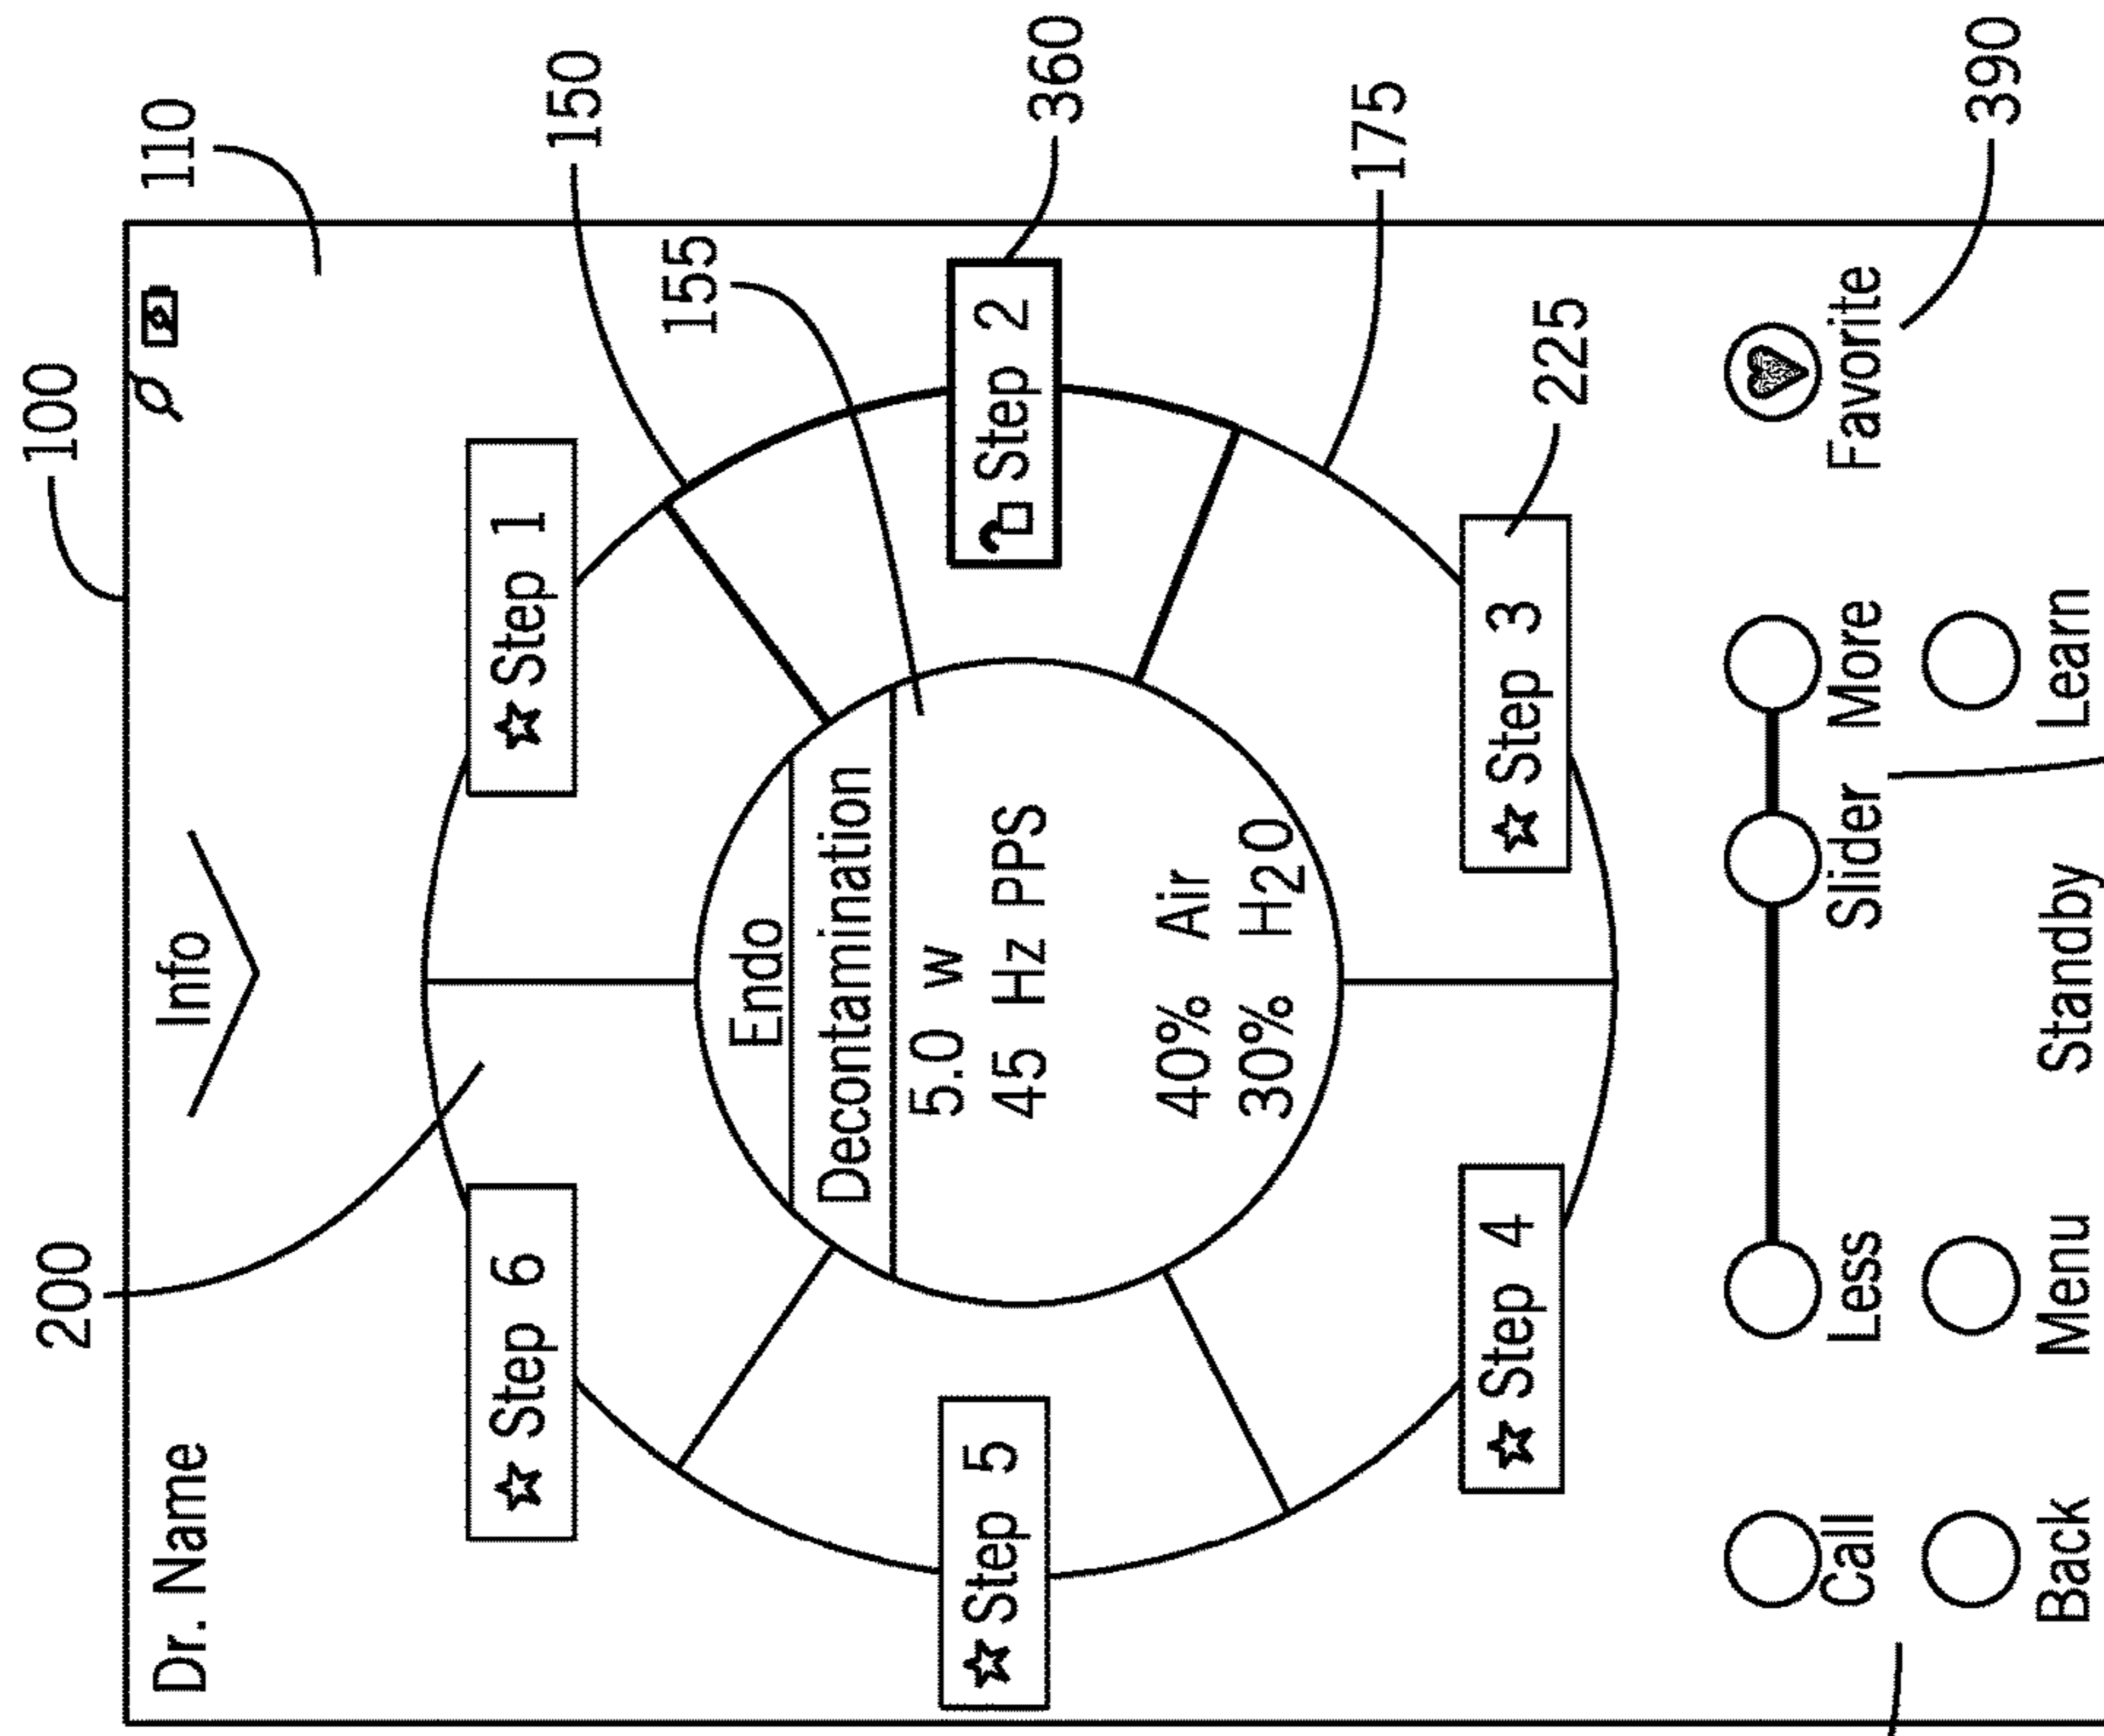 100
110
200
150
155
360
175
225
390
Dr. Name
Info
☆ Step 6
☆ Step 1
☆ Step 5
Step 2
☆ Step 4
☆ Step 3
Endo
Decontamination
5.0 w
45 Hz PPS
40% Air
30% H₂O
Call
Less
Slider
More
Favorite
Back
Menu
Standby
Learn